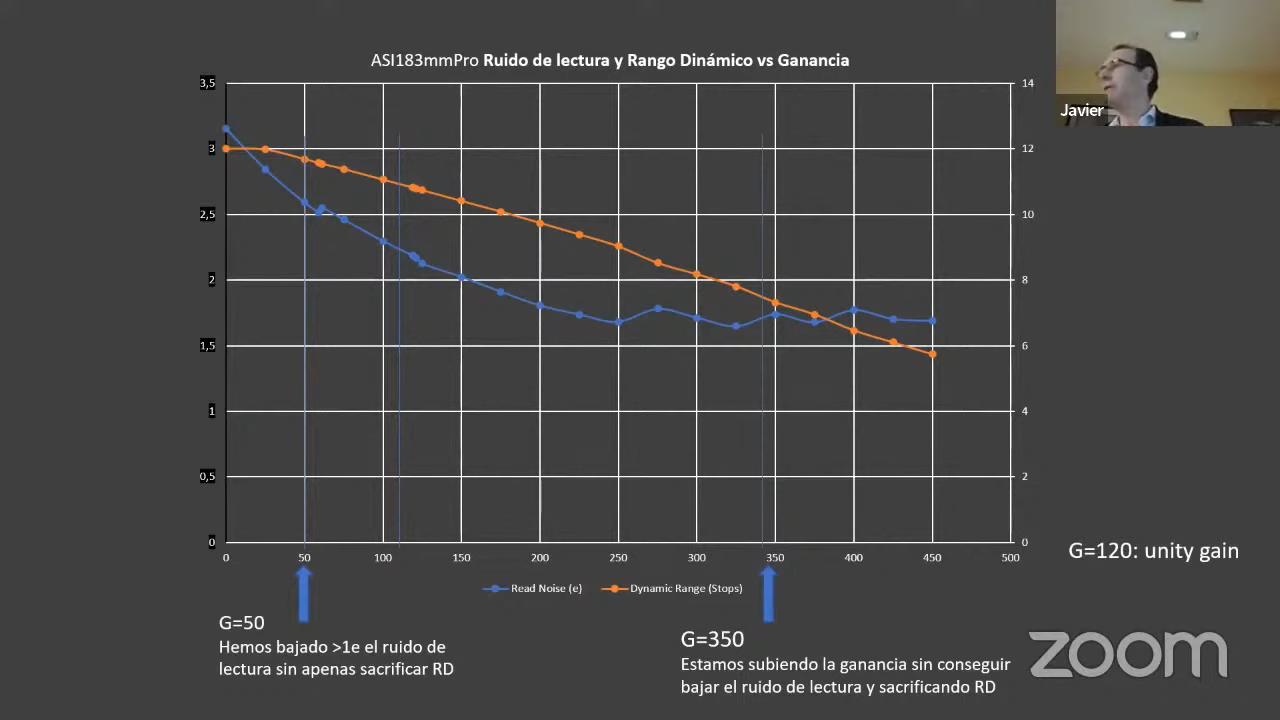 ASI183mmPro Ruido de lectura y Rango Dinámico vs Ganancia
Javier
3,5
3
2,5
2
1,5
1
0,5
0
14
12
10
8
6
4
2
0
0 50 100 150 200 250 300 350 400 450 500
Read Noise (e) Dynamic Range (Stops)
G=120: unity gain
G=50
Hemos bajado >1e el ruido de
lectura sin apenas sacrificar RD
G=350
Estamos subiendo la ganancia sin conseguir
bajar el ruido de lectura y sacrificando RD
zoom